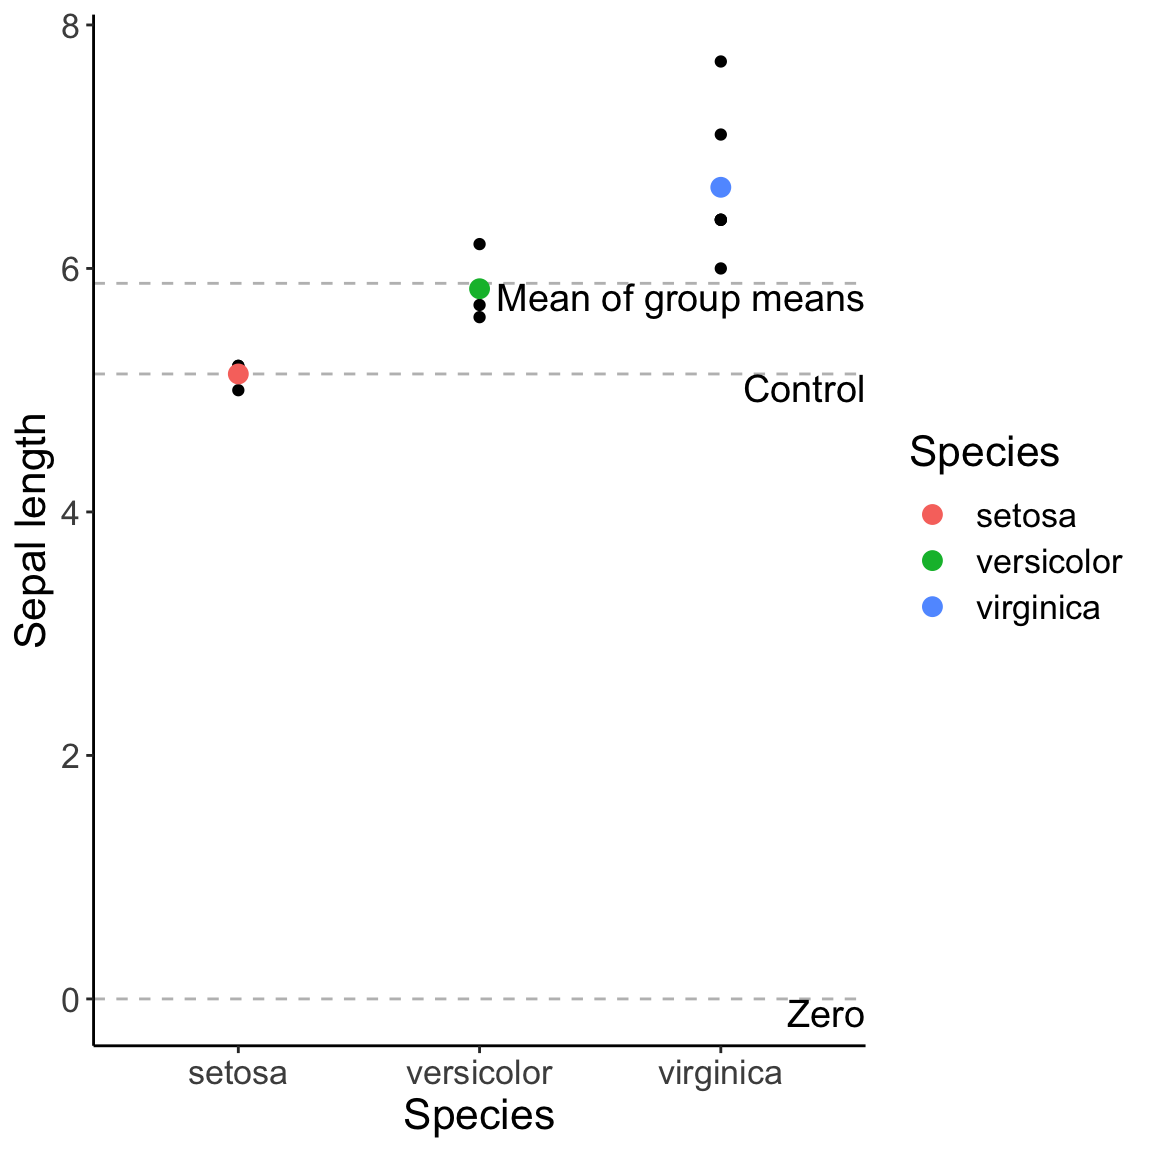 8
6
4
2
0
Sepal length
Mean of group means
Control
Zero
setosa
versicolor
virginica
Species
Species
setosa
versicolor
virginica